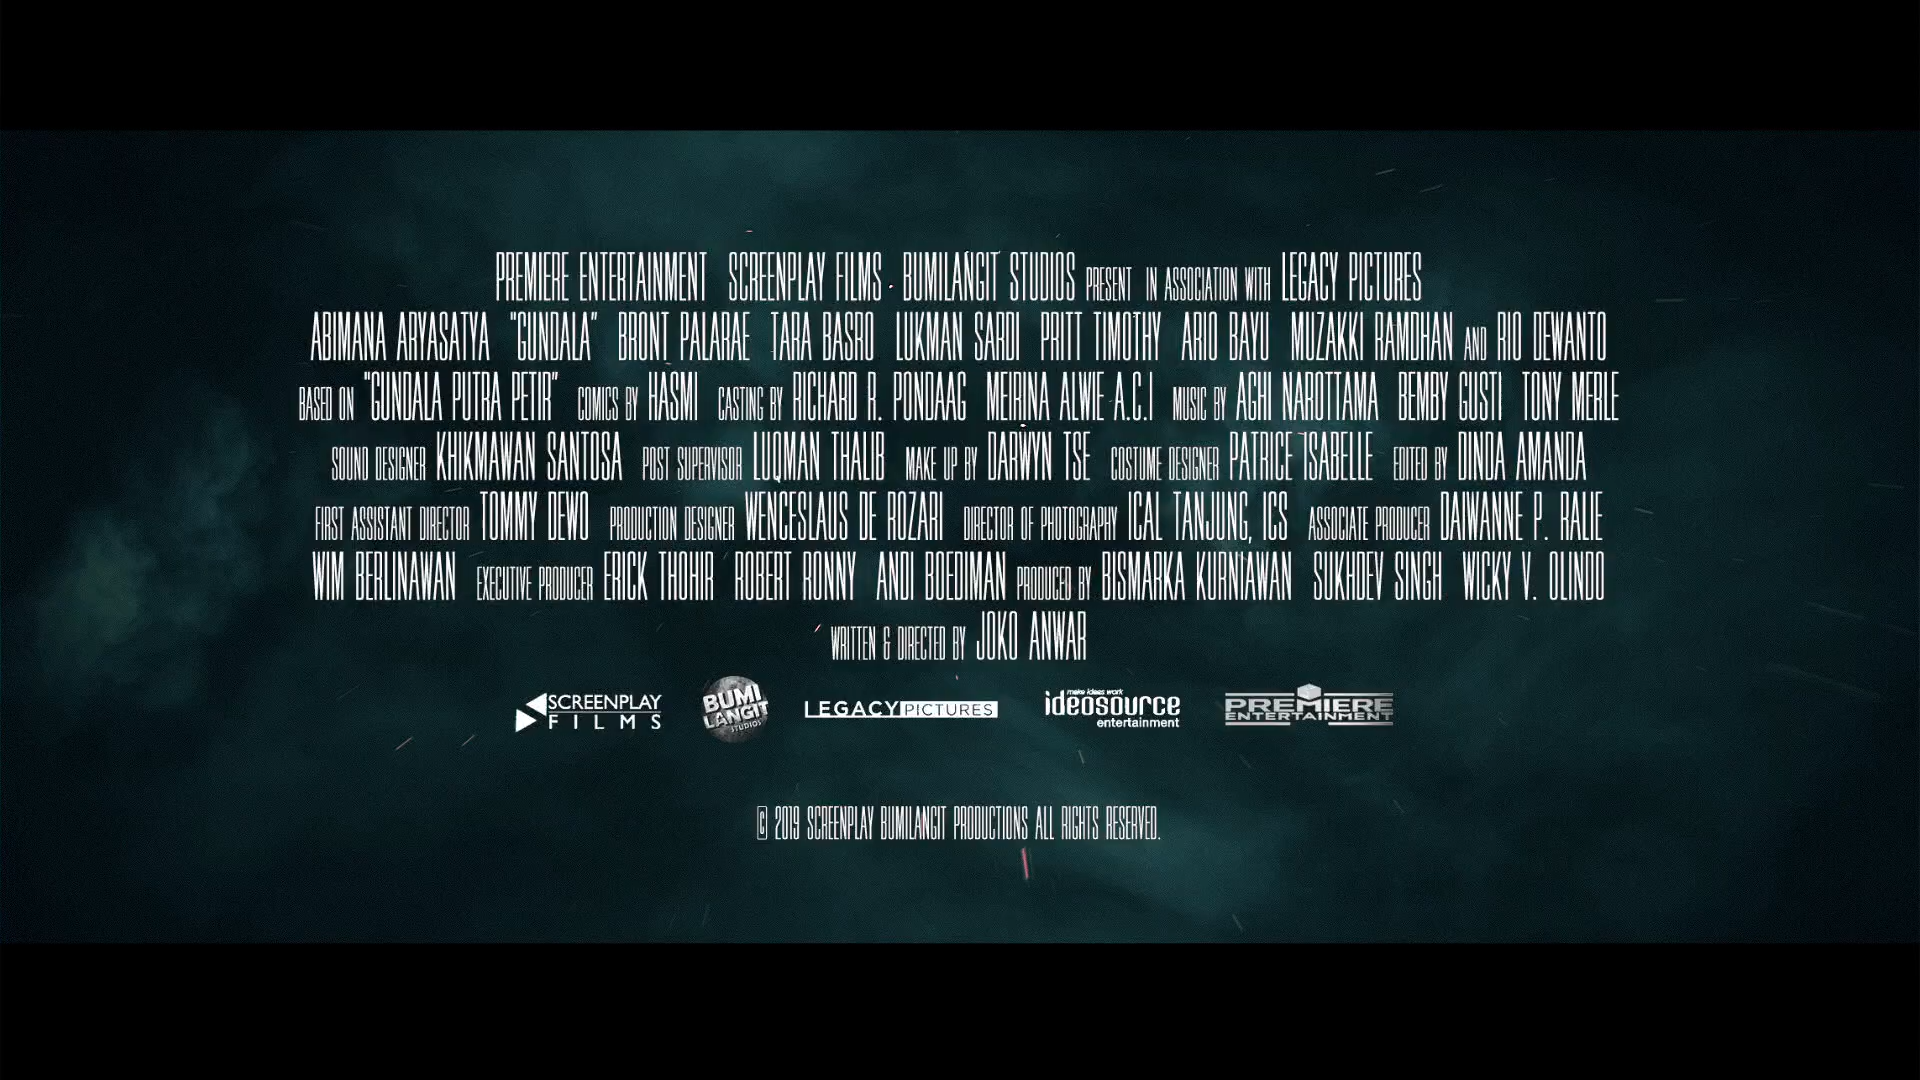 PREMIERE ENTERTAINMENT SCREENPLAY FILMS BUMILANGIT STUDIOS PRESENT IN ASSOCIATION WITH LEGACY PICTURES
ABIMANA ARYASATYA "GUNDALA" BRONT PALARAE TARA BASRO LUKMAN SARDI PRITT TIMOTHY ARIO BAYU MUZAKKI RAMDHAN AND RIO DEWANTO
BASED ON "GUNDALA PUTRA PETIR" COMICS BY HASMI CASTING BY RICHARD R. PONDAAG MEIRINA ALWIE A.C.I MUSIC BY AGHI NAROTTAMA BEMBY GUSTI TONY MERLE
SOUND DESIGNER KHIKMAWAN SANTOSA POST SUPERVISOR LUQMAN THALIB MAKE UP BY DARWYN TSE COSTUME DESIGNER PATRICE ISABELLE EDITED BY DINDA AMANDA
FIRST ASSISTANT DIRECTOR TOMMY DEWO PRODUCTION DESIGNER WENCESLAUS DE ROZARI DIRECTOR OF PHOTOGRAPHY ICAL TANJUNG, ICS ASSOCIATE PRODUCER DAIWANNE P. RALIE
WIM BERLINAWAN EXECUTIVE PRODUCER ERICK THOHIR ROBERT RONNY ANDI BOEDIMAN PRODUCED BY BISMARKA KURNIAWAN SUKHDEV SINGH WICKY V. OLINDO
WRITTEN & DIRECTED BY JOKO ANWAR
SCREENPLAY FILMS
BUMI LANGIT STUDIOS
LEGACY PICTURES
make ideas work
ideosource
entertainment
PREMIERE
ENTERTAINMENT
© 2019 SCREENPLAY BUMILANGIT PRODUCTIONS ALL RIGHTS RESERVED.